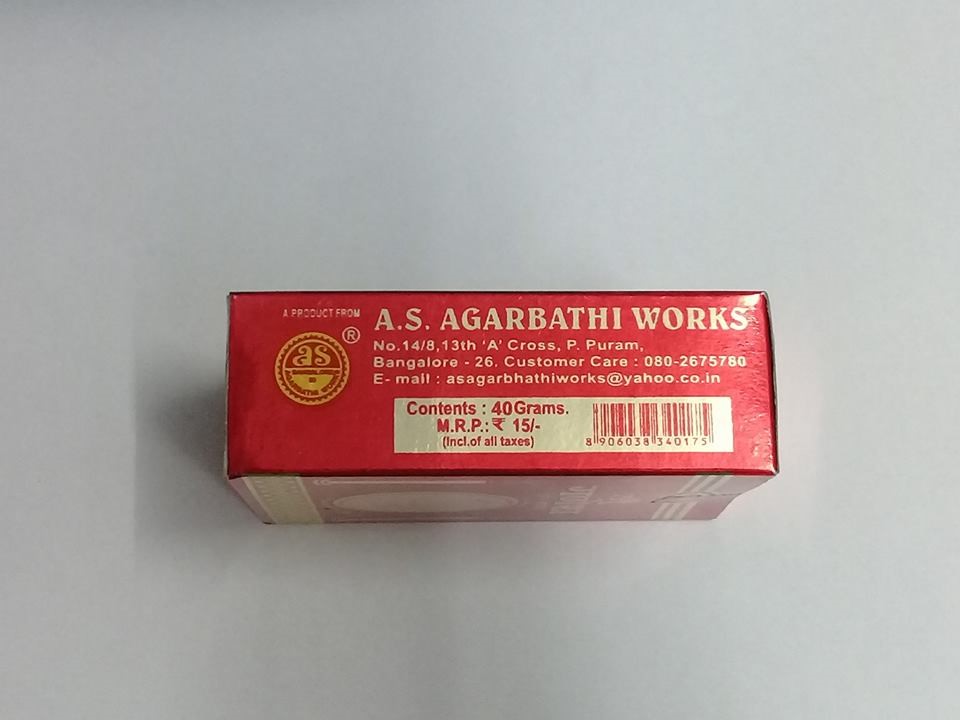 A PRODUCT FROM
A.S. AGARBATHI WORKS
as ®
No.14/8,13th 'A' Cross, P. Puram,
Bangalore - 26. Customer Care : 080-2675780
E- mail : asagarbhathiworks@yahoo.co.in
Contents : 40Grams.
M.R.P.: ₹ 15/-
(Incl.of all taxes)
8 906038 340175